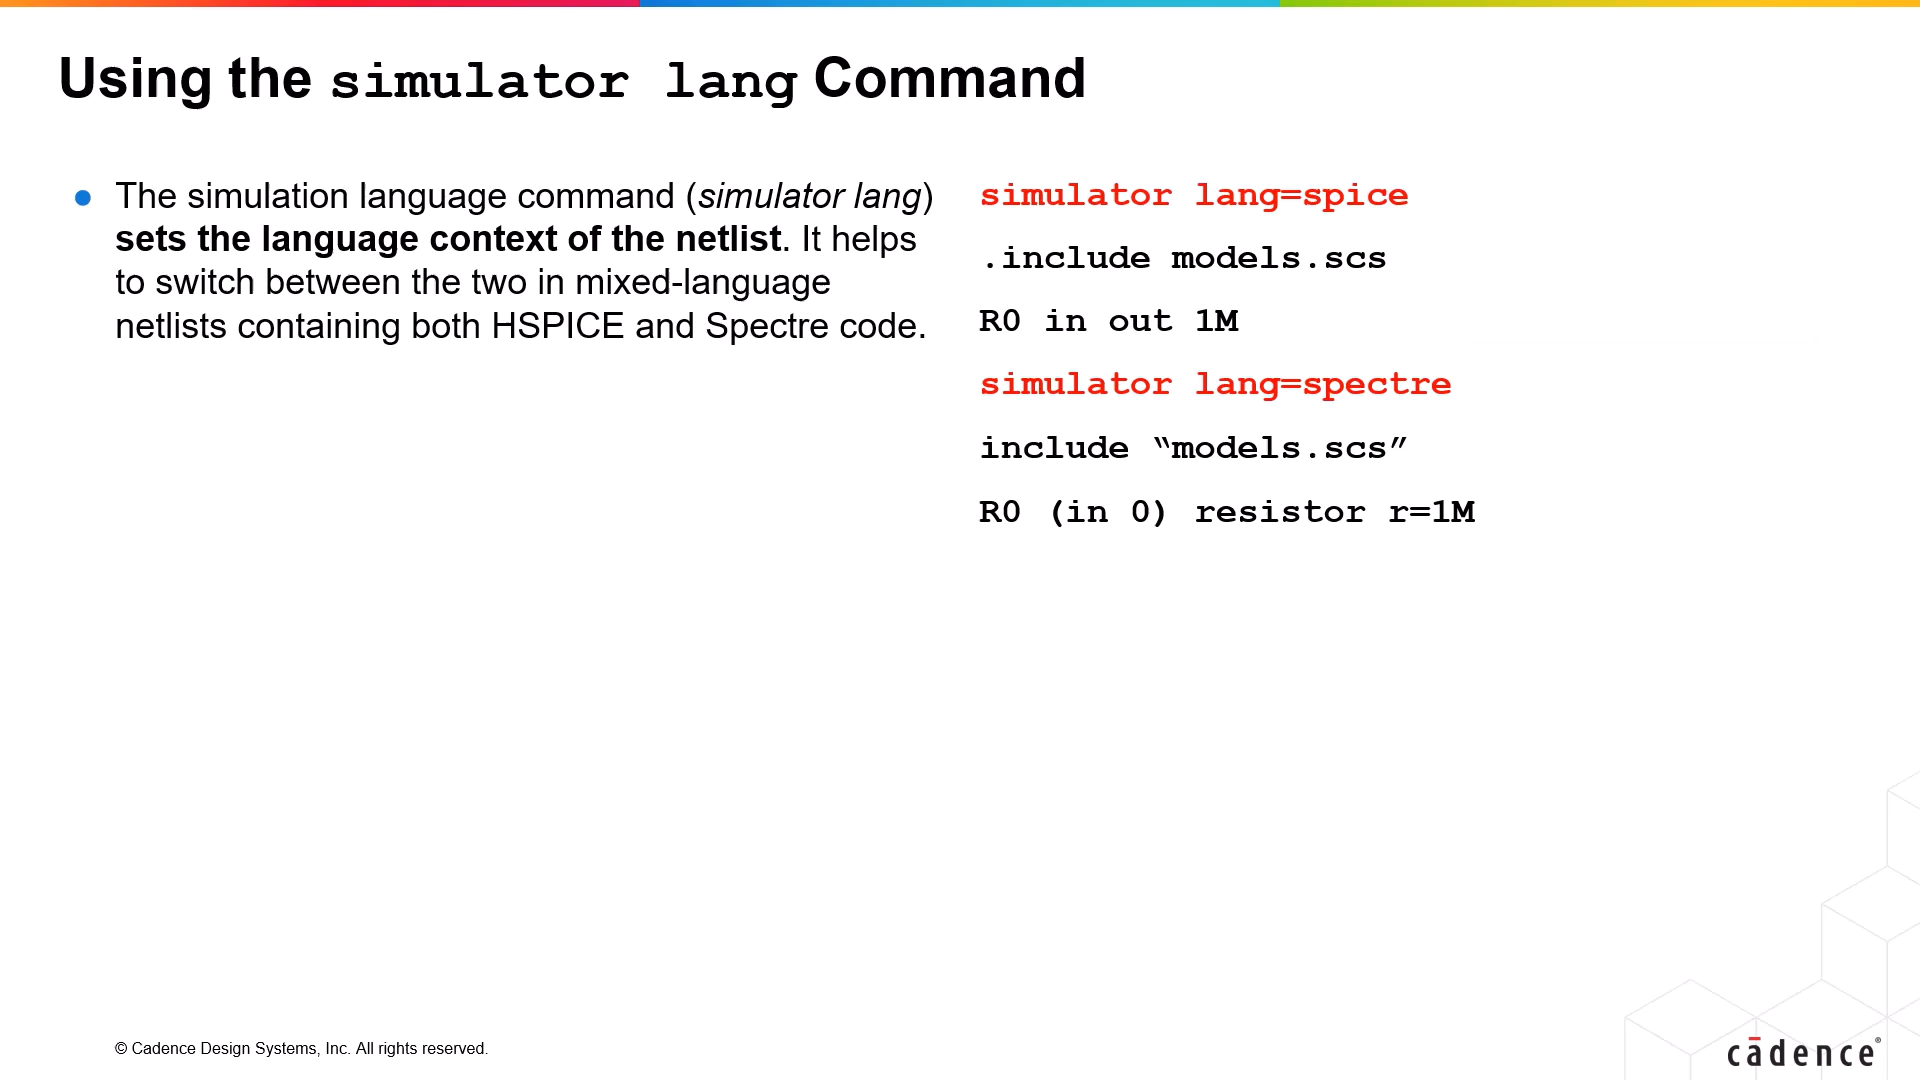 Using the simulator lang Command
● The simulation language command (simulator lang)
sets the language context of the netlist. It helps
to switch between the two in mixed-language
netlists containing both HSPICE and Spectre code.
simulator lang=spice
.include models.scs
R0 in out 1M
simulator lang=spectre
include “models.scs”
R0 (in 0) resistor r=1M
© Cadence Design Systems, Inc. All rights reserved.
cādence®